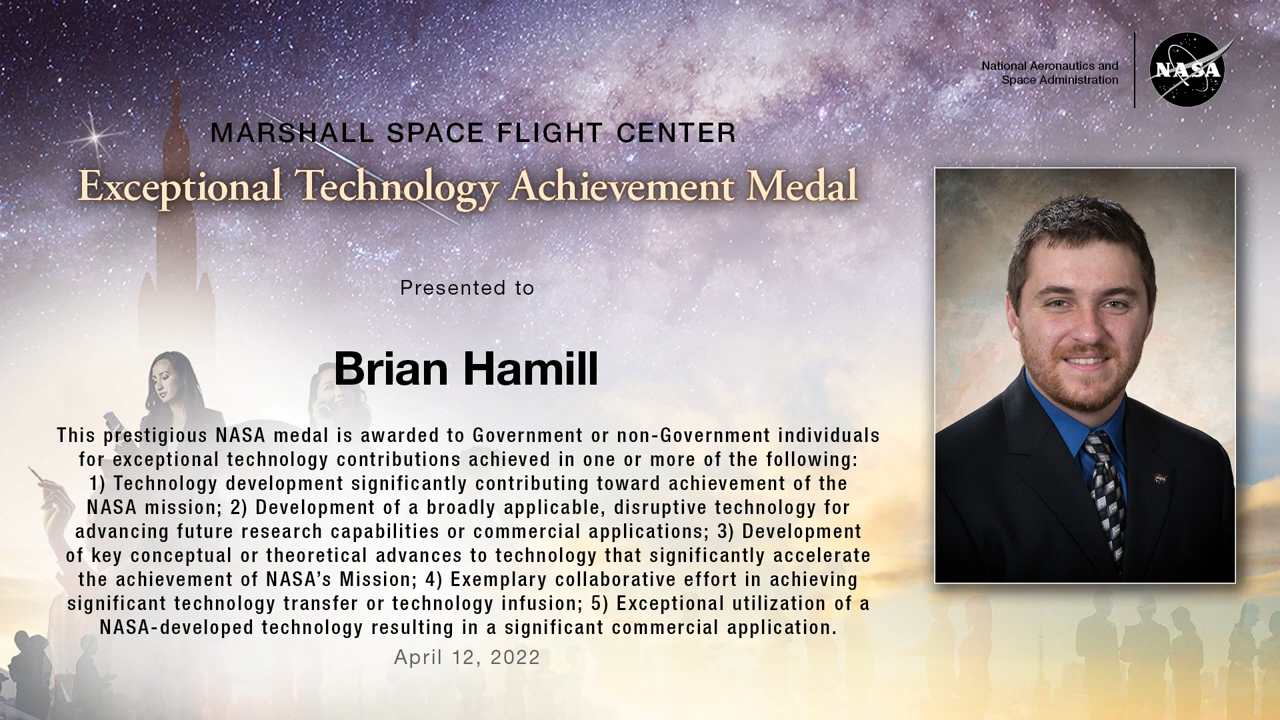 National Aeronautics and
Space Administration
NASA
MARSHALL SPACE FLIGHT CENTER
Exceptional Technology Achievement Medal
Presented to
Brian Hamill
This prestigious NASA medal is awarded to Government or non-Government individuals
for exceptional technology contributions achieved in one or more of the following:
1) Technology development significantly contributing toward achievement of the
NASA mission; 2) Development of a broadly applicable, disruptive technology for
advancing future research capabilities or commercial applications; 3) Development
of key conceptual or theoretical advances to technology that significantly accelerate
the achievement of NASA’s Mission; 4) Exemplary collaborative effort in achieving
significant technology transfer or technology infusion; 5) Exceptional utilization of a
NASA-developed technology resulting in a significant commercial application.
April 12, 2022